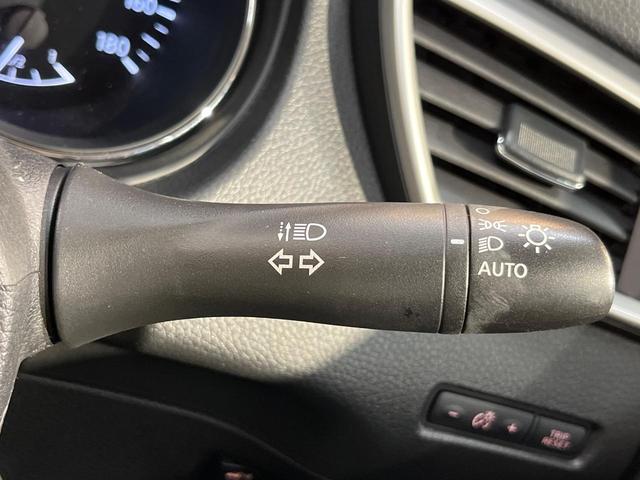 160
180
AUTO
- +
TRIP
RESET